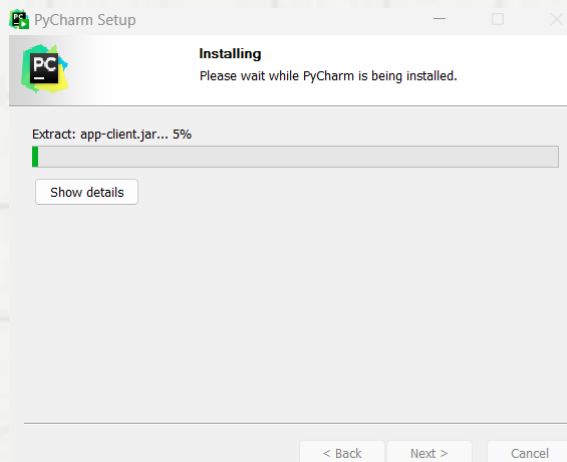 PyCharm Setup
PC
Installing
Please wait while PyCharm is being installed.
Extract: app-client.jar... 5%
Show details
< Back
Next >
Cancel